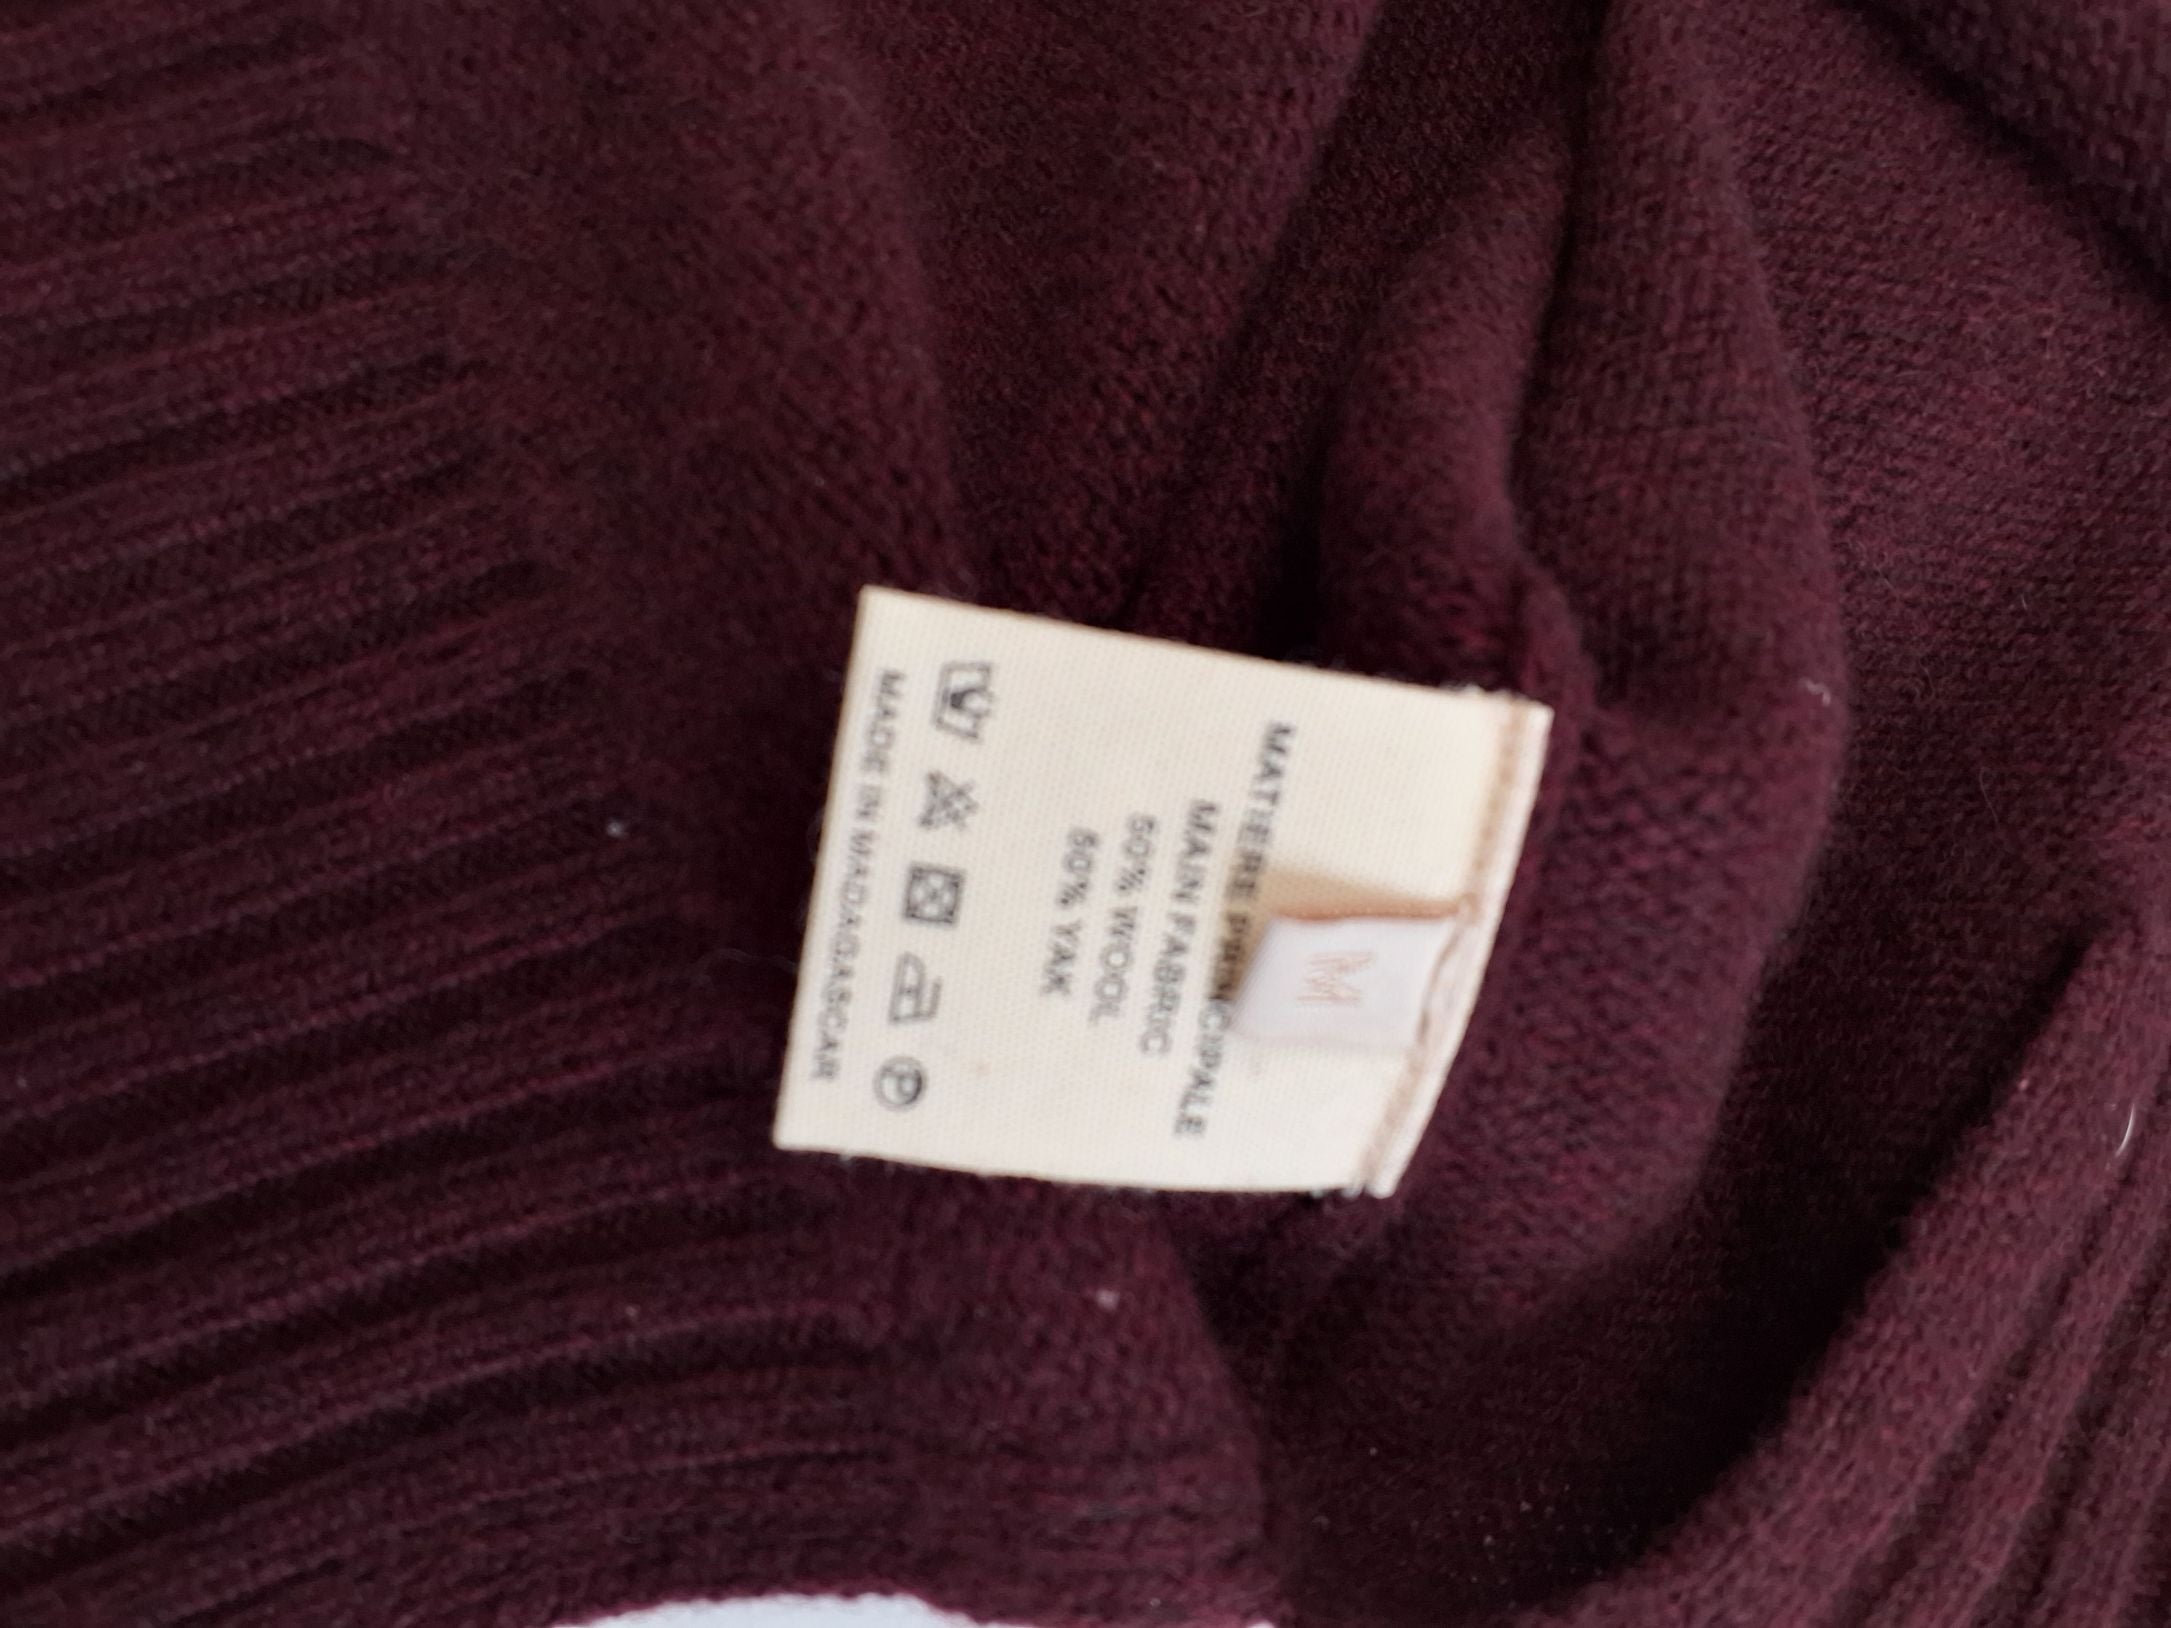 M
MATIERE PRINCIPALE
MAIN FABRIC
50% WOOL
50% YAK
P
MADE IN MADAGASCAR